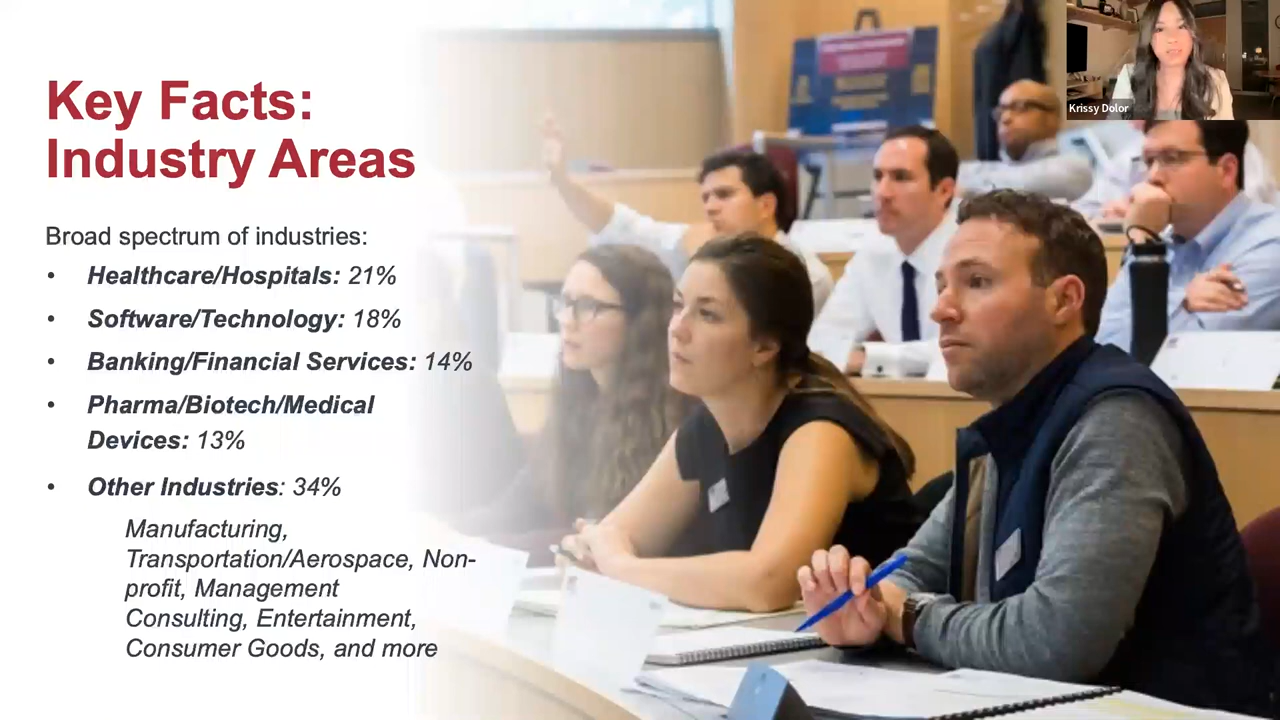 Key Facts:
Industry Areas
Broad spectrum of industries:
• Healthcare/Hospitals: 21%
• Software/Technology: 18%
• Banking/Financial Services: 14%
• Pharma/Biotech/Medical
Devices: 13%
• Other Industries: 34%
Manufacturing,
Transportation/Aerospace, Non-
profit, Management
Consulting, Entertainment,
Consumer Goods, and more
Krissy Dolor